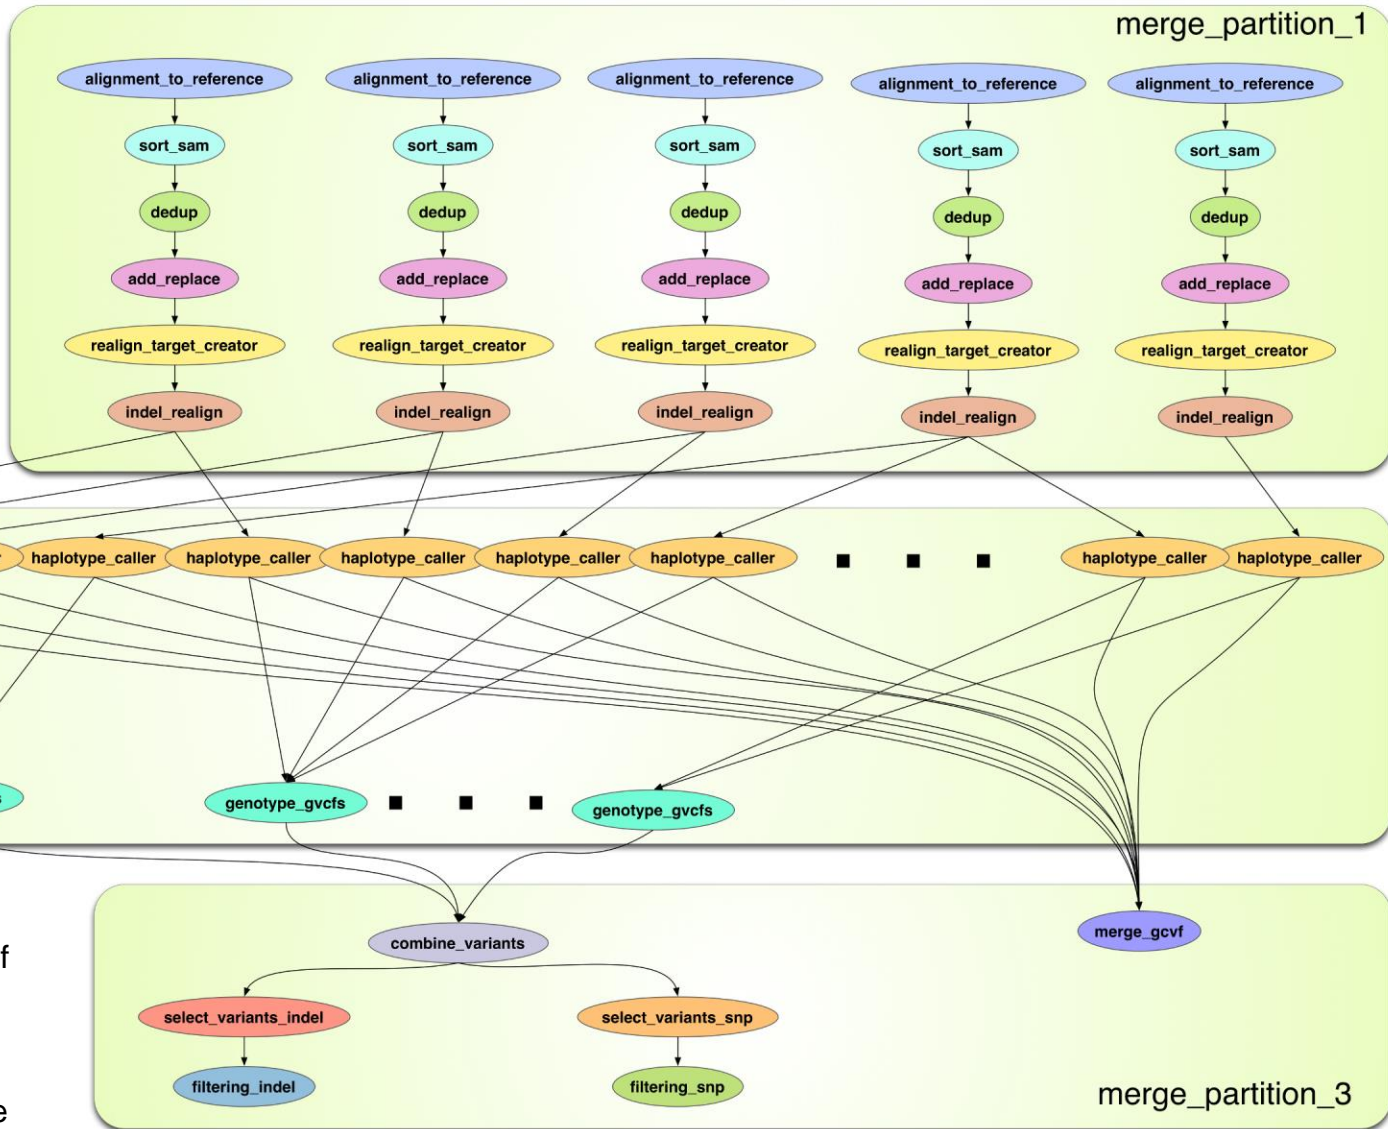 merge_partition_1
alignment_to_reference alignment_to_reference alignment_to_reference alignment_to_reference alignment_to_reference
sort_sam sort_sam sort_sam sort_sam sort_sam
dedup dedup dedup dedup dedup
add_replace add_replace add_replace add_replace add_replace
realign_target_creator realign_target_creator realign_target_creator realign_target_creator realign_target_creator
indel_realign indel_realign indel_realign indel_realign indel_realign
r haplotype_caller haplotype_caller haplotype_caller haplotype_caller haplotype_caller haplotype_caller haplotype_caller
s genotype_gvcfs genotype_gvcfs
combine_variants merge_gcvf
f
select_variants_indel select_variants_snp
filtering_indel filtering_snp
merge_partition_3
e